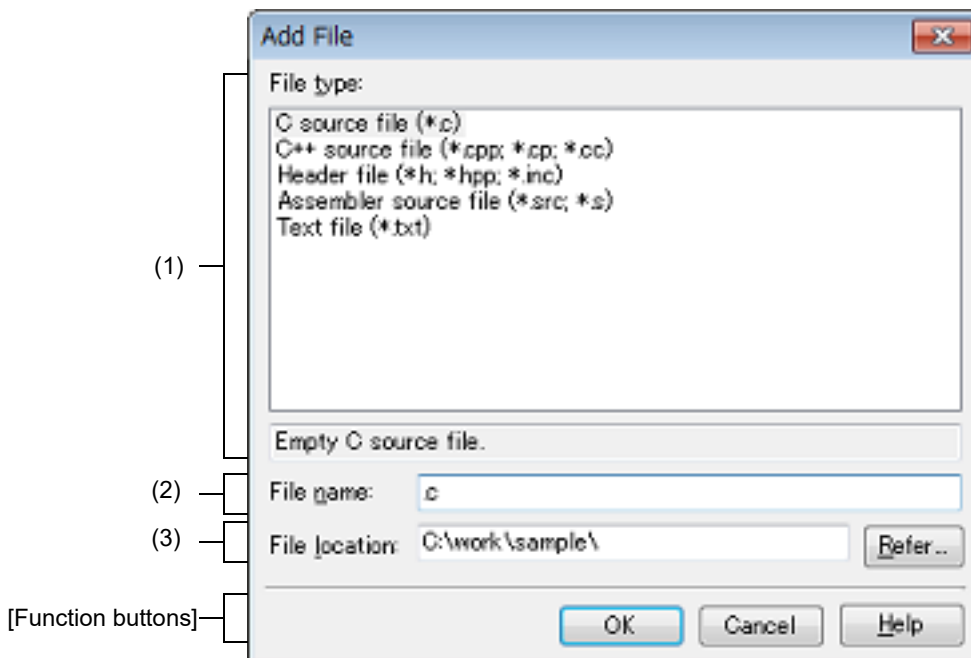 Add File
File type:
C source file (*.c)
C++ source file (*.cpp; *.cp; *.cc)
Header file (*.h; *.hpp; *.inc)
Assembler source file (*.src; *.s)
Text file (*.txt)
(1)
Empty C source file.
(2)
File name: .c
(3)
File location: C:\work\sample\ Refer...
[Function buttons]
OK Cancel Help